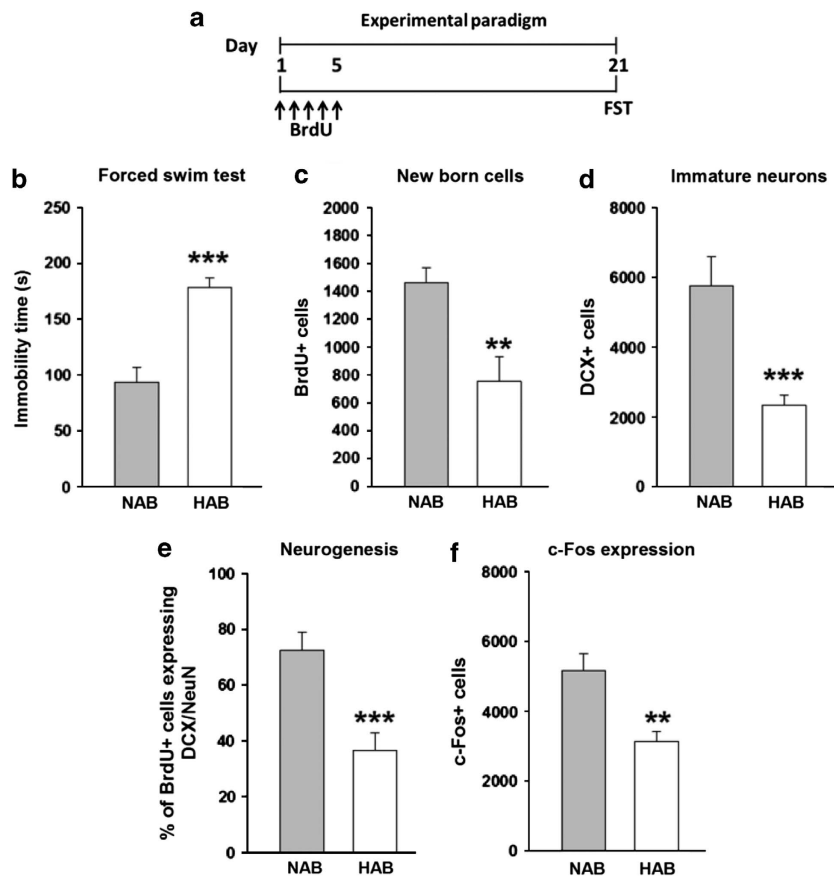 a
Experimental paradigm
Day
1 5 21
BrdU FST
b
Forced swim test
Immobility time (s)
250
200
150
100
50
0
***
NAB HAB
c
New born cells
BrdU+ cells
2000
1800
1600
1400
1200
1000
800
600
400
200
0
**
NAB HAB
d
Immature neurons
DCX+ cells
8000
6000
4000
2000
0
***
NAB HAB
e
Neurogenesis
% of BrdU+ cells expressing
DCX/NeuN
100
80
60
40
20
0
***
NAB HAB
f
c-Fos expression
c-Fos+ cells
8000
6000
4000
2000
0
**
NAB HAB